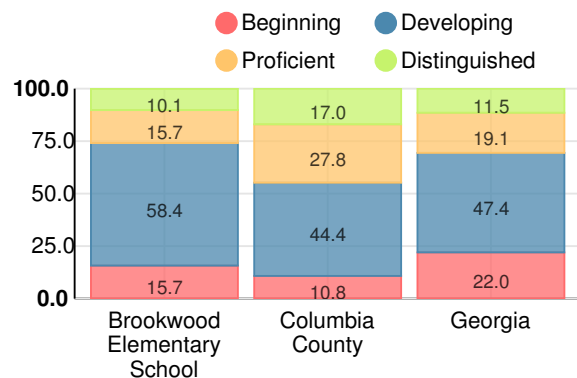 Beginning Developing
Proficient Distinguished
100.0
75.0
50.0
25.0
0.0
10.1 17.0 11.5
15.7 27.8 19.1
58.4 44.4 47.4
15.7 10.8 22.0
Brookwood Columbia Georgia
Elementary County
School